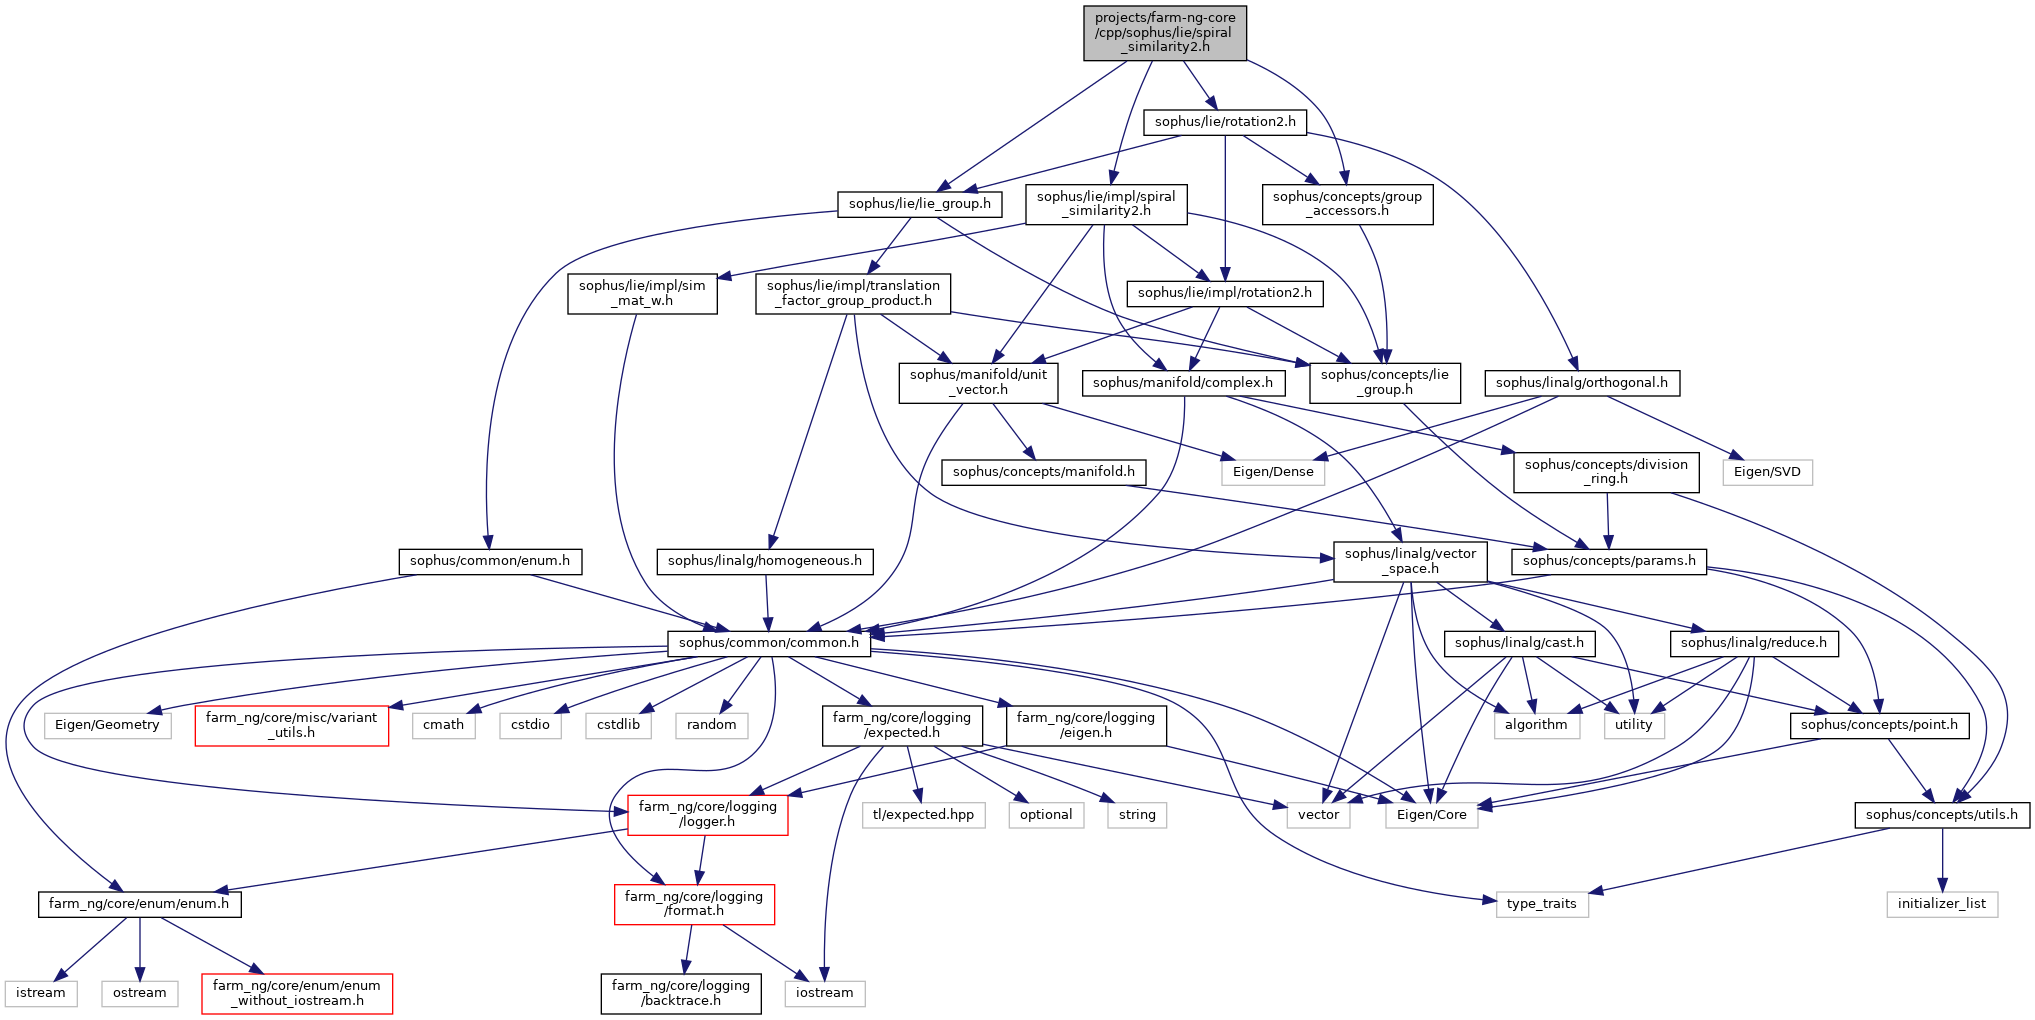 projects/farm-ng-core
/cpp/sophus/lie/spiral
_similarity2.h
sophus/lie/rotation2.h
sophus/lie/lie_group.h
sophus/lie/impl/spiral
_similarity2.h
sophus/concepts/group
_accessors.h
sophus/lie/impl/sim
_mat_w.h
sophus/lie/impl/translation
_factor_group_product.h
sophus/lie/impl/rotation2.h
sophus/manifold/unit
_vector.h
sophus/manifold/complex.h
sophus/concepts/lie
_group.h
sophus/linalg/orthogonal.h
sophus/concepts/manifold.h
Eigen/Dense
sophus/concepts/division
_ring.h
Eigen/SVD
sophus/common/enum.h
sophus/linalg/homogeneous.h
sophus/linalg/vector
_space.h
sophus/concepts/params.h
sophus/common/common.h
sophus/linalg/cast.h
sophus/linalg/reduce.h
Eigen/Geometry
farm_ng/core/misc/variant
_utils.h
cmath
cstdio
cstdlib
random
farm_ng/core/logging
/expected.h
farm_ng/core/logging
/eigen.h
algorithm
utility
sophus/concepts/point.h
farm_ng/core/logging
/logger.h
tl/expected.hpp
optional
string
vector
Eigen/Core
sophus/concepts/utils.h
farm_ng/core/enum/enum.h
farm_ng/core/logging
/format.h
type_traits
initializer_list
istream
ostream
farm_ng/core/enum/enum
_without_iostream.h
farm_ng/core/logging
/backtrace.h
iostream